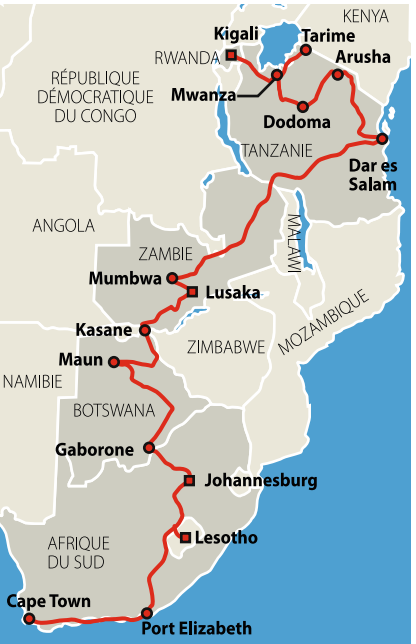 KENYA
Kigali
Tarime
RWANDA
Arusha
RÉPUBLIQUE
DÉMOCRATIQUE
DU CONGO
Mwanza
Dodoma
TANZANIE
Dar es
Salam
ANGOLA
MALAWI
ZAMBIE
Mumbwa
Lusaka
MOZAMBIQUE
Kasane
ZIMBABWE
Maun
NAMIBIE
BOTSWANA
Gaborone
Johannesburg
Lesotho
AFRIQUE
DU SUD
Cape Town
Port Elizabeth